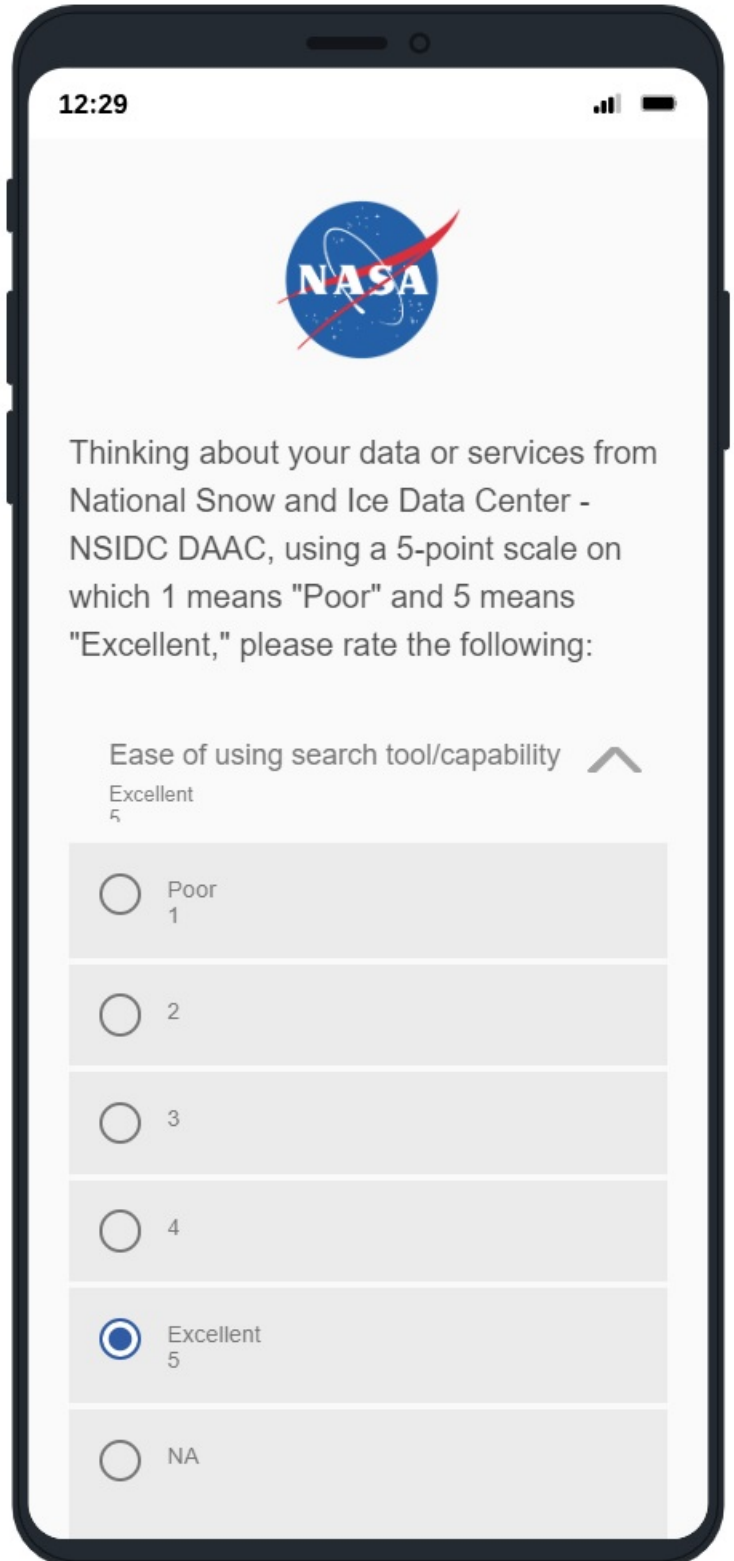 12:29
NASA
Thinking about your data or services from
National Snow and Ice Data Center -
NSIDC DAAC, using a 5-point scale on
which 1 means "Poor" and 5 means
"Excellent," please rate the following:
Ease of using search tool/capability
Excellent
5
Poor
1
2
3
4
Excellent
5
NA